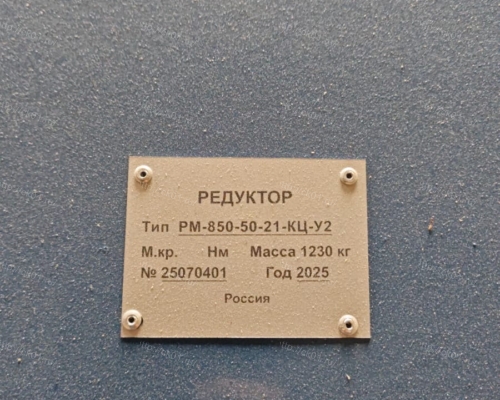 РЕДУКТОР
Тип РМ-850-50-21-КЦ-У2
М.кр. Нм Масса 1230 кг
№ 25070401 Год 2025
Россия